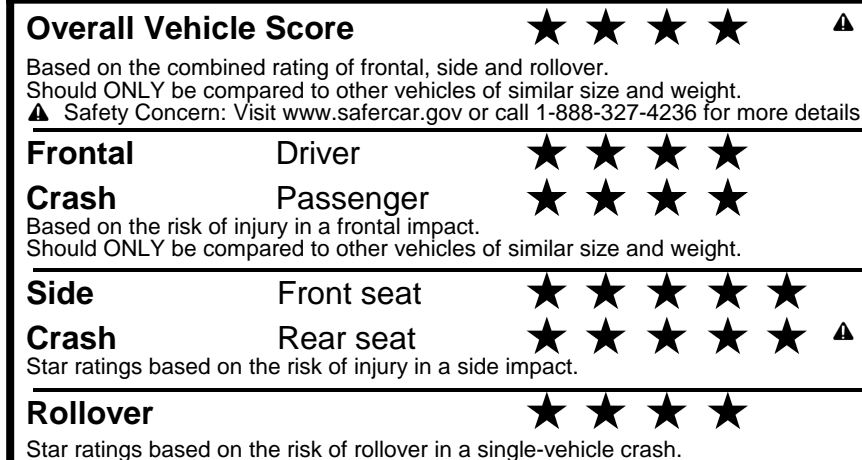 Overall Vehicle Score ★ ★ ★ ★ ⚠
Based on the combined rating of frontal, side and rollover.
Should ONLY be compared to other vehicles of similar size and weight.
⚠ Safety Concern: Visit www.safercar.gov or call 1-888-327-4236 for more details
Frontal Driver ★ ★ ★ ★
Crash Passenger ★ ★ ★ ★
Based on the risk of injury in a frontal impact.
Should ONLY be compared to other vehicles of similar size and weight.
Side Front seat ★ ★ ★ ★ ★
Crash Rear seat ★ ★ ★ ★ ★ ⚠
Star ratings based on the risk of injury in a side impact.
Rollover ★ ★ ★ ★
Star ratings based on the risk of rollover in a single-vehicle crash.